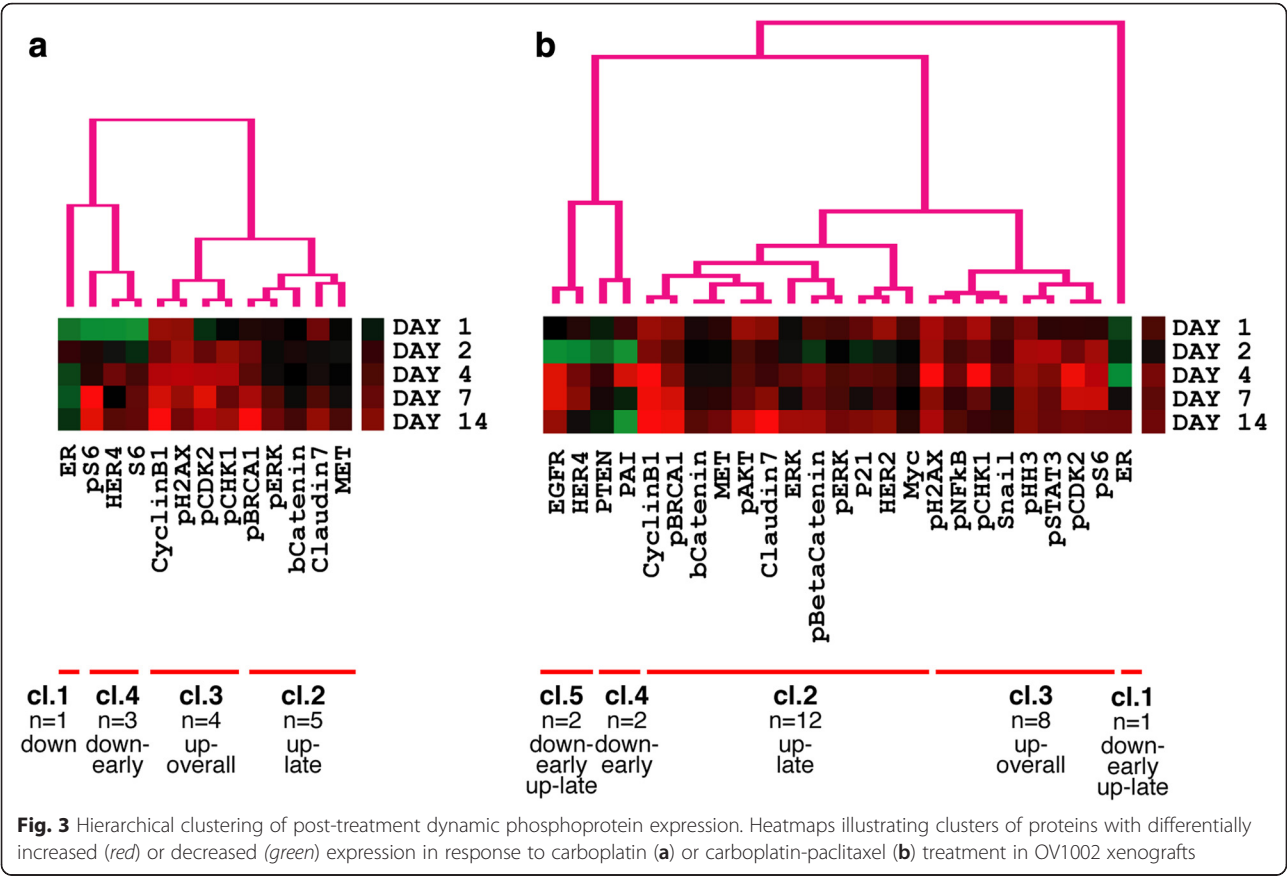 a
b
DAY 1
DAY 2
DAY 4
DAY 7
DAY 14
DAY 1
DAY 2
DAY 4
DAY 7
DAY 14
ER
pS6
HER4
S6
CyclinB1
pH2AX
pCDK2
pCHK1
pBRCA1
pERK
bCatenin
Claudin7
MET
EGFR
HER4
PTEN
PAI
CyclinB1
pBRCA1
bCatenin
MET
pAKT
Claudin7
ERK
pBetaCatenin
pERK
P21
HER2
Myc
pH2AX
pNFkB
pCHK1
Snail
pHH3
pSTAT3
pCDK2
pS6
ER
cl.1
n=1
down
cl.4
n=3
down-
early
cl.3
n=4
up-
overall
cl.2
n=5
up-
late
cl.5
n=2
down-
early
up-late
cl.4
n=2
down-
early
cl.2
n=12
up-
late
cl.3
n=8
up-
overall
cl.1
n=1
down-
early
up-late
Fig. 3 Hierarchical clustering of post-treatment dynamic phosphoprotein expression. Heatmaps illustrating clusters of proteins with differentially
increased (red) or decreased (green) expression in response to carboplatin (a) or carboplatin-paclitaxel (b) treatment in OV1002 xenografts